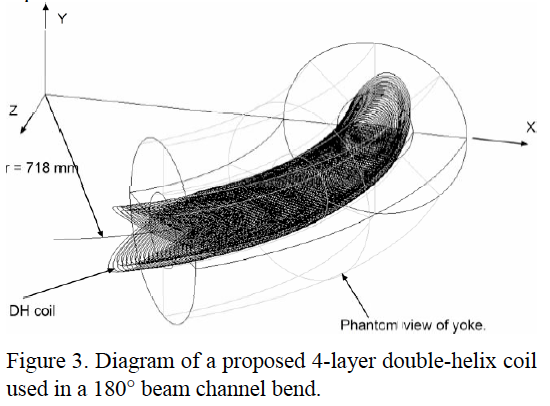 Y
Z
X
r = 718 mm
DH coil
Phantom view of yoke.
Figure 3. Diagram of a proposed 4-layer double-helix coil
used in a 180° beam channel bend.